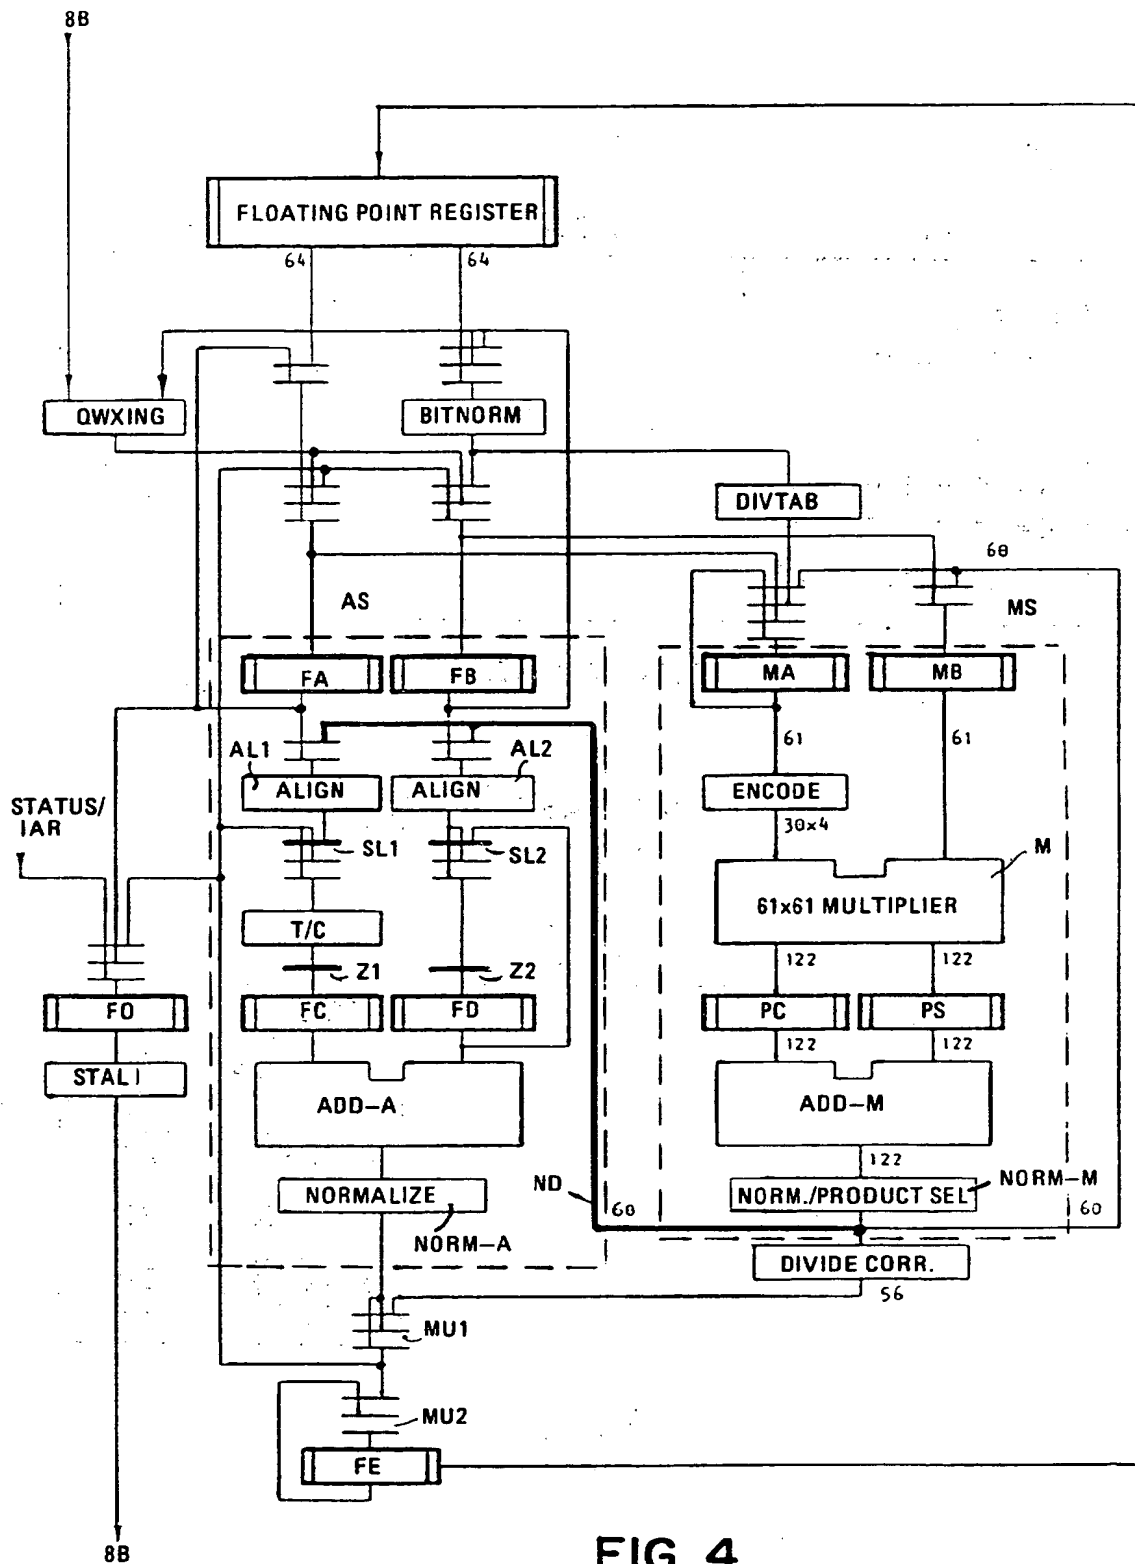 8B
FLOATING POINT REGISTER
64
64
QWXING
BITNORM
DIVTAB
60
AS
MS
FA
FB
MA
MB
61
61
AL1
AL2
ALIGN
ALIGN
ENCODE
STATUS/
IAR
30x4
SL1
SL2
M
61x61 MULTIPLIER
T/C
122
122
Z1
Z2
FO
FC
FD
PC
PS
122
122
STALI
ADD-A
ADD-M
122
NORMALIZE
ND
NORM./PRODUCT SEL
NORM-M
60
60
NORM-A
DIVIDE CORR.
56
MU1
MU2
FE
8B
FIG. 4